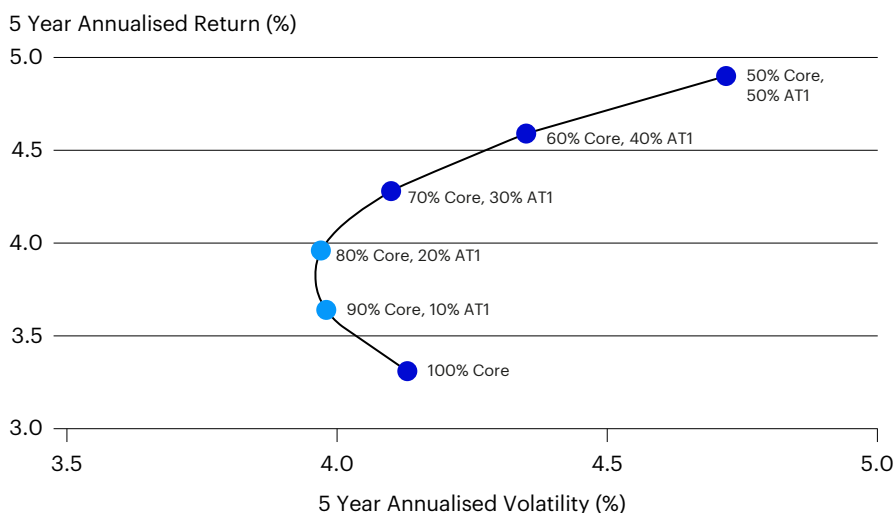 5 Year Annualised Return (%)
5.0
50% Core,
50% AT1
60% Core, 40% AT1
4.5
70% Core, 30% AT1
4.0
80% Core, 20% AT1
90% Core, 10% AT1
3.5
100% Core
3.0
3.5
4.0
4.5
5.0
5 Year Annualised Volatility (%)